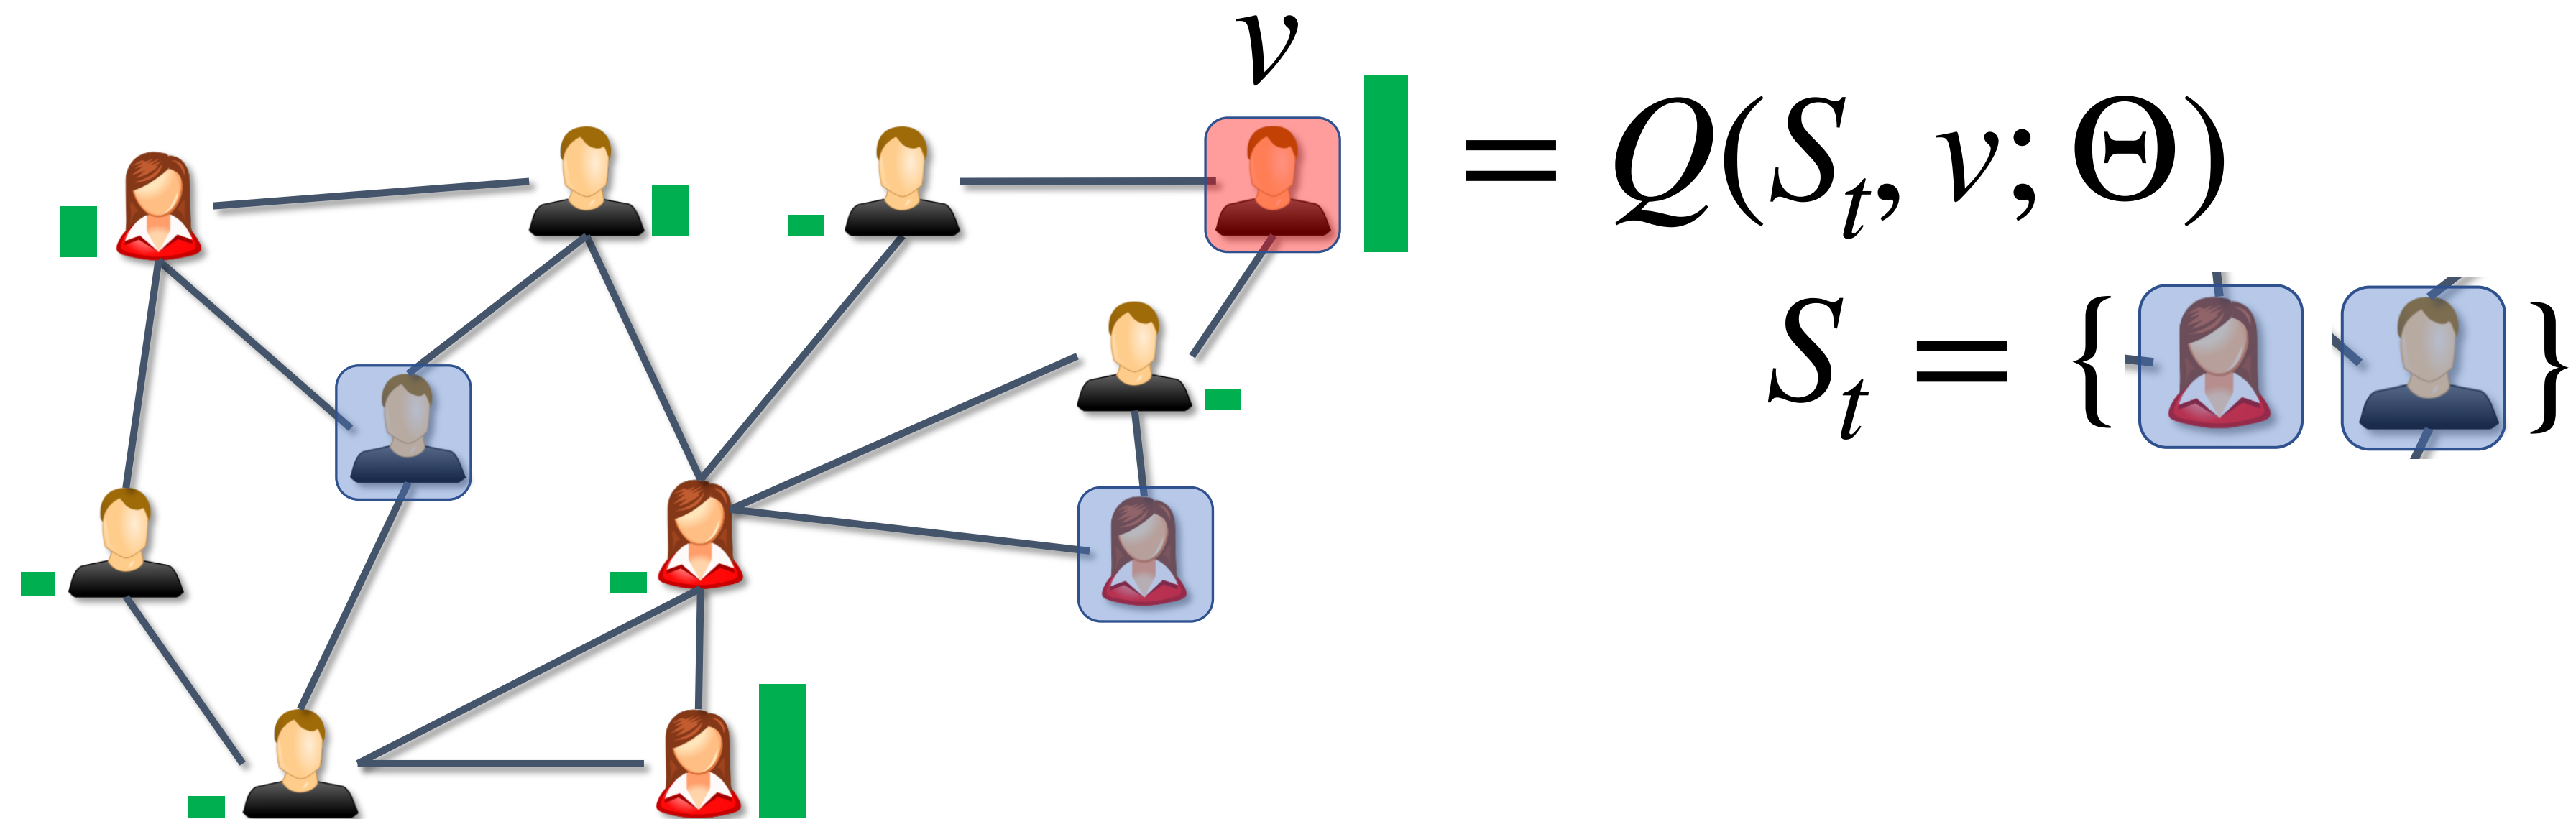 v
= Q(S_t, v; Θ)
S_t = { }